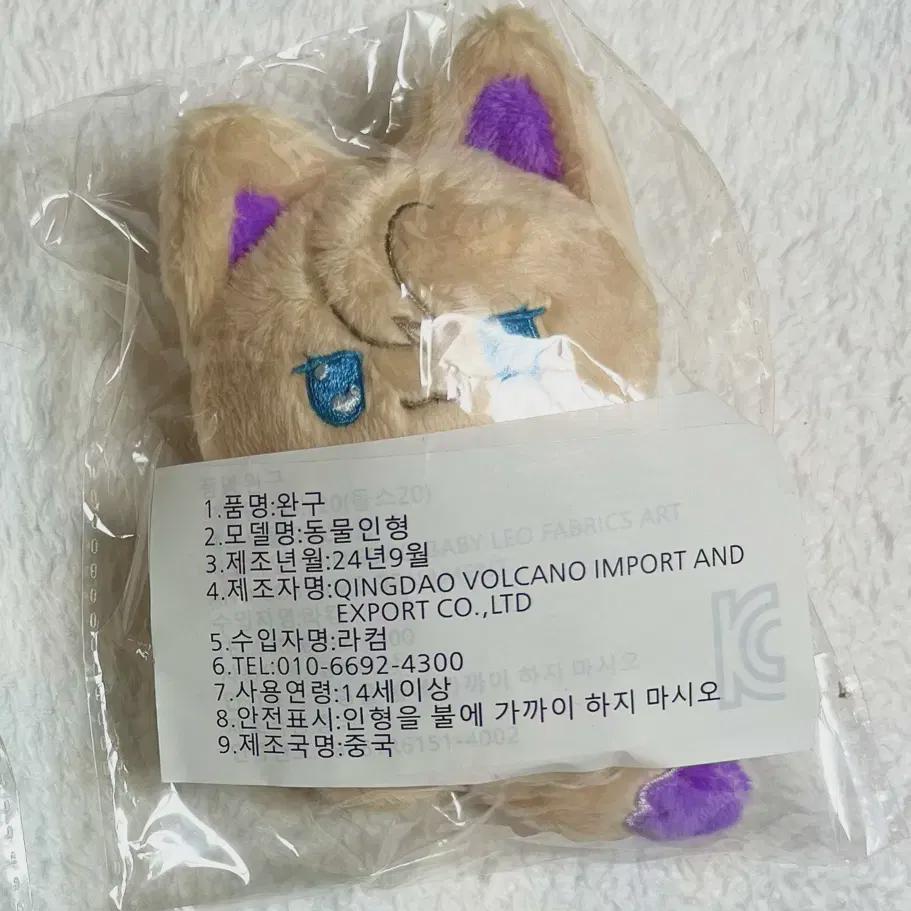 1.품명:완구
2.모델명:동물인형
3.제조년월:24년9월
4.제조자명:QINGDAO VOLCANO IMPORT AND
EXPORT CO.,LTD
5.수입자명:라컴
6.TEL:010-6692-4300
7.사용연령:14세이상
8.안전표시:인형을 불에 가까이 하지 마시오
9.제조국명:중국
BABY LEO FABRICS ART